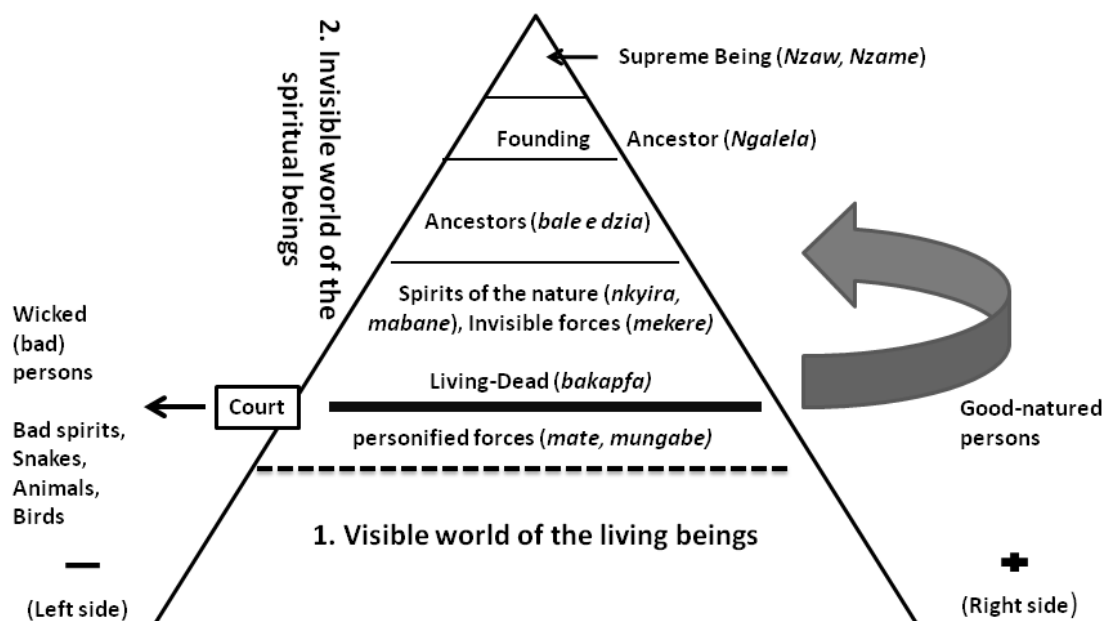 2. Invisible world of the
spiritual beings
Supreme Being (Nzaw, Nzame)
Founding Ancestor (Ngalela)
Ancestors (bale e dzia)
Spirits of the nature (nkyira,
mabane), Invisible forces (mekere)
Living-Dead (bakapfa)
Court
personified forces (mate, mungabe)
1. Visible world of the living beings
Wicked
(bad)
persons
Bad spirits,
Snakes,
Animals,
Birds
(Left side)
Good-natured
persons
(Right side)